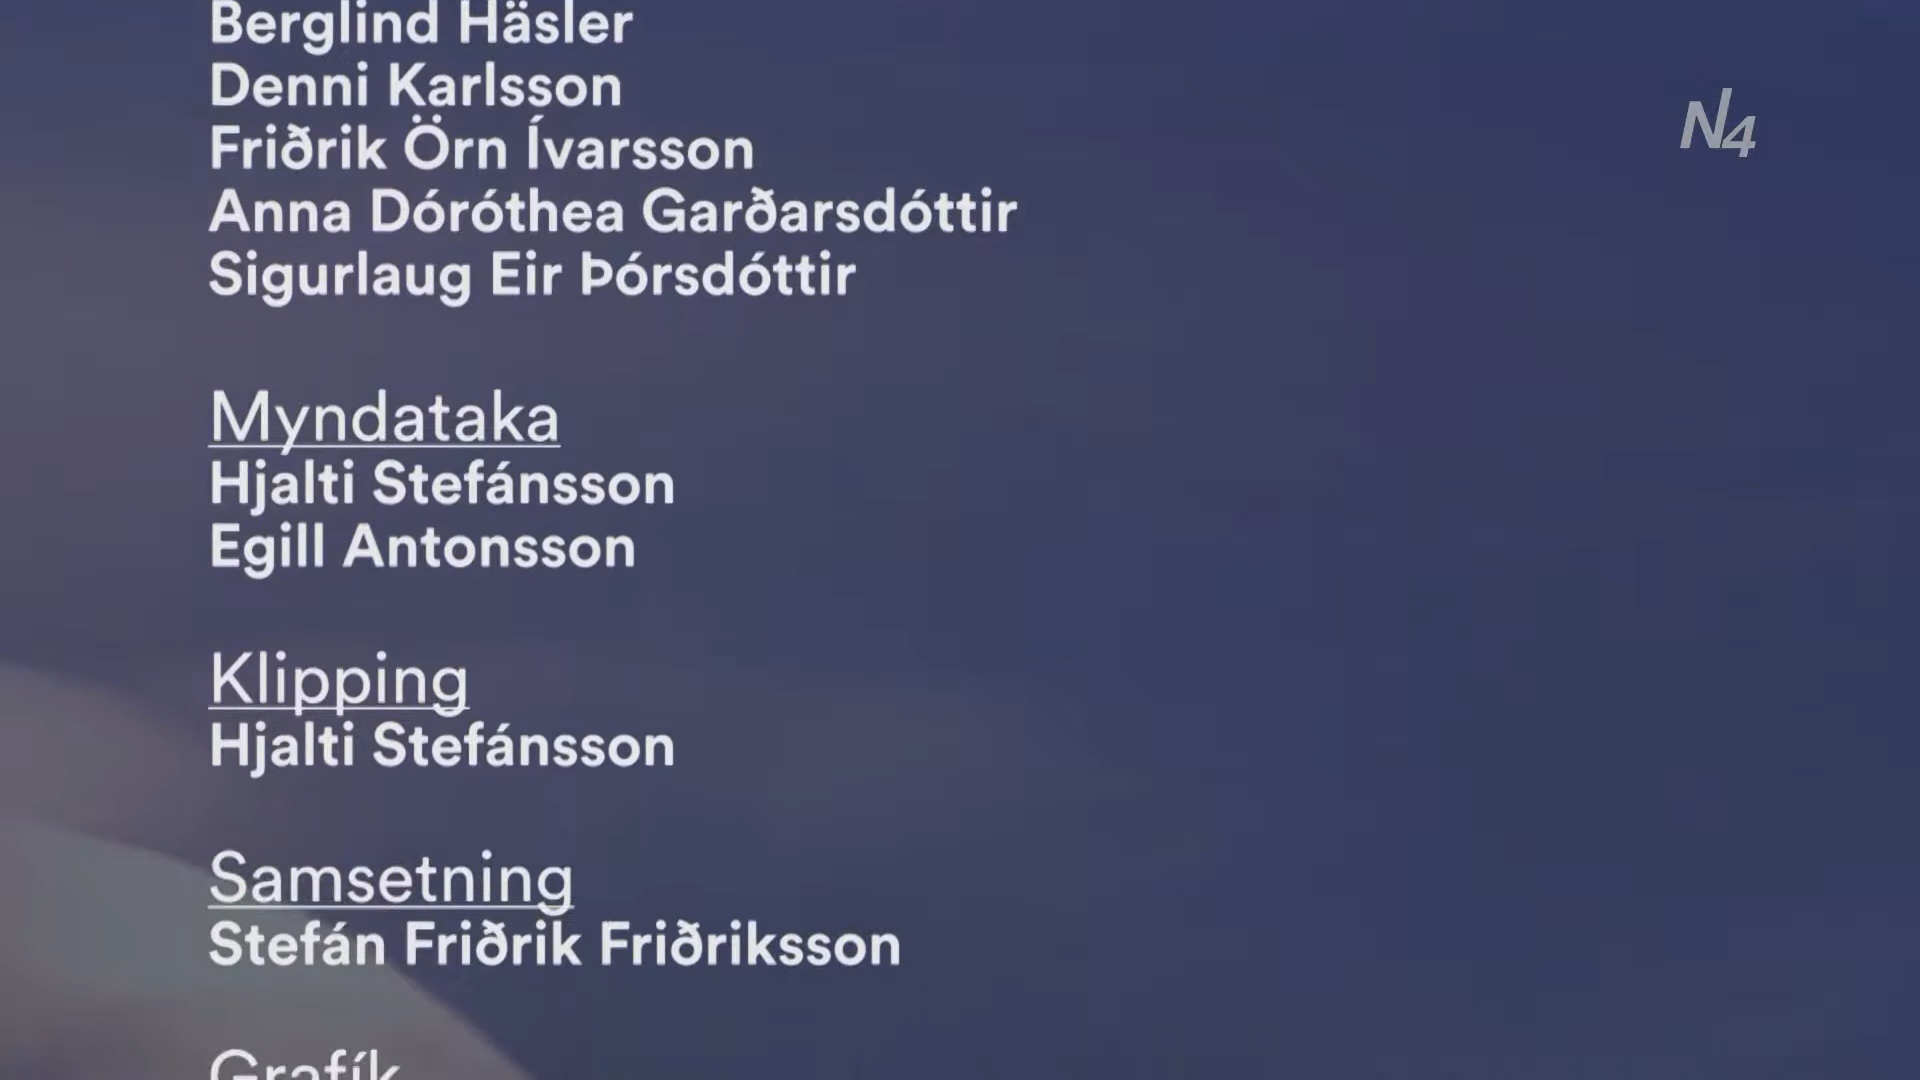 Berglind Häsler
Denni Karlsson
Friðrik Örn Ívarsson
Anna Dóróthea Garðarsdóttir
Sigurlaug Eir Þórsdóttir
Myndataka
Hjalti Stefánsson
Egill Antonsson
Klipping
Hjalti Stefánsson
Samsetning
Stefán Friðrik Friðriksson
Grafík
N4